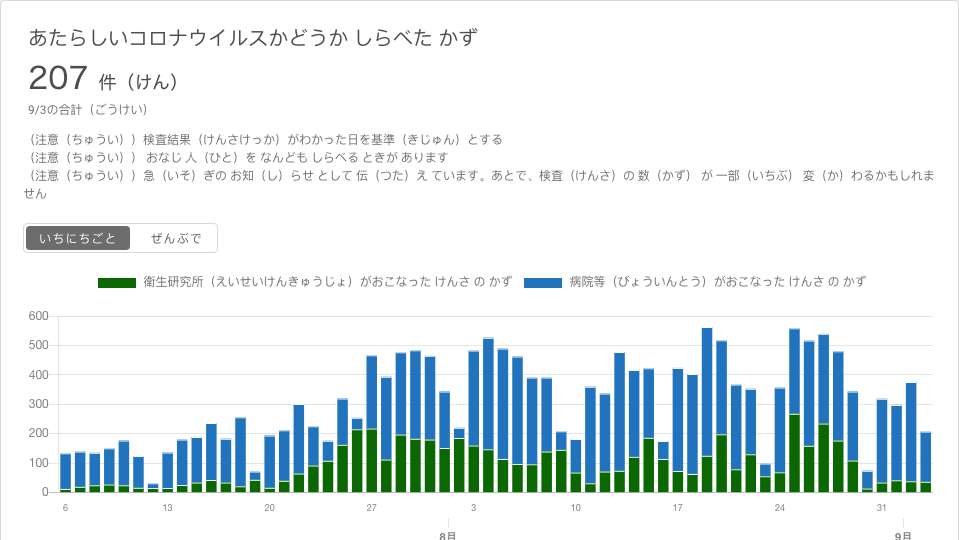 あたらしいコロナウイルスかどうか しらべた かず
207 件（けん）
9/3の合計（ごうけい）
（注意（ちゅうい））検査結果（けんさけっか）がわかった日を基準（きじゅん）とする
（注意（ちゅうい）） おなじ 人（ひと）を なんども しらべる ときが あります
（注意（ちゅうい））急（いそ）ぎの お知（し）らせ として 伝（つた）え ています。あとで、検査（けんさ）の 数（かず） が 一部（いちぶ） 変（か）わるかもしれま
せん
いちにちごと ぜんぶで
衛生研究所（えいせいけんきゅうじょ）がおこなった けんさ の かず 病院等（びょういんとう）がおこなった けんさ の かず
600
500
400
300
200
100
0
6 13 20 27 3 10 17 24 31
8月 9月